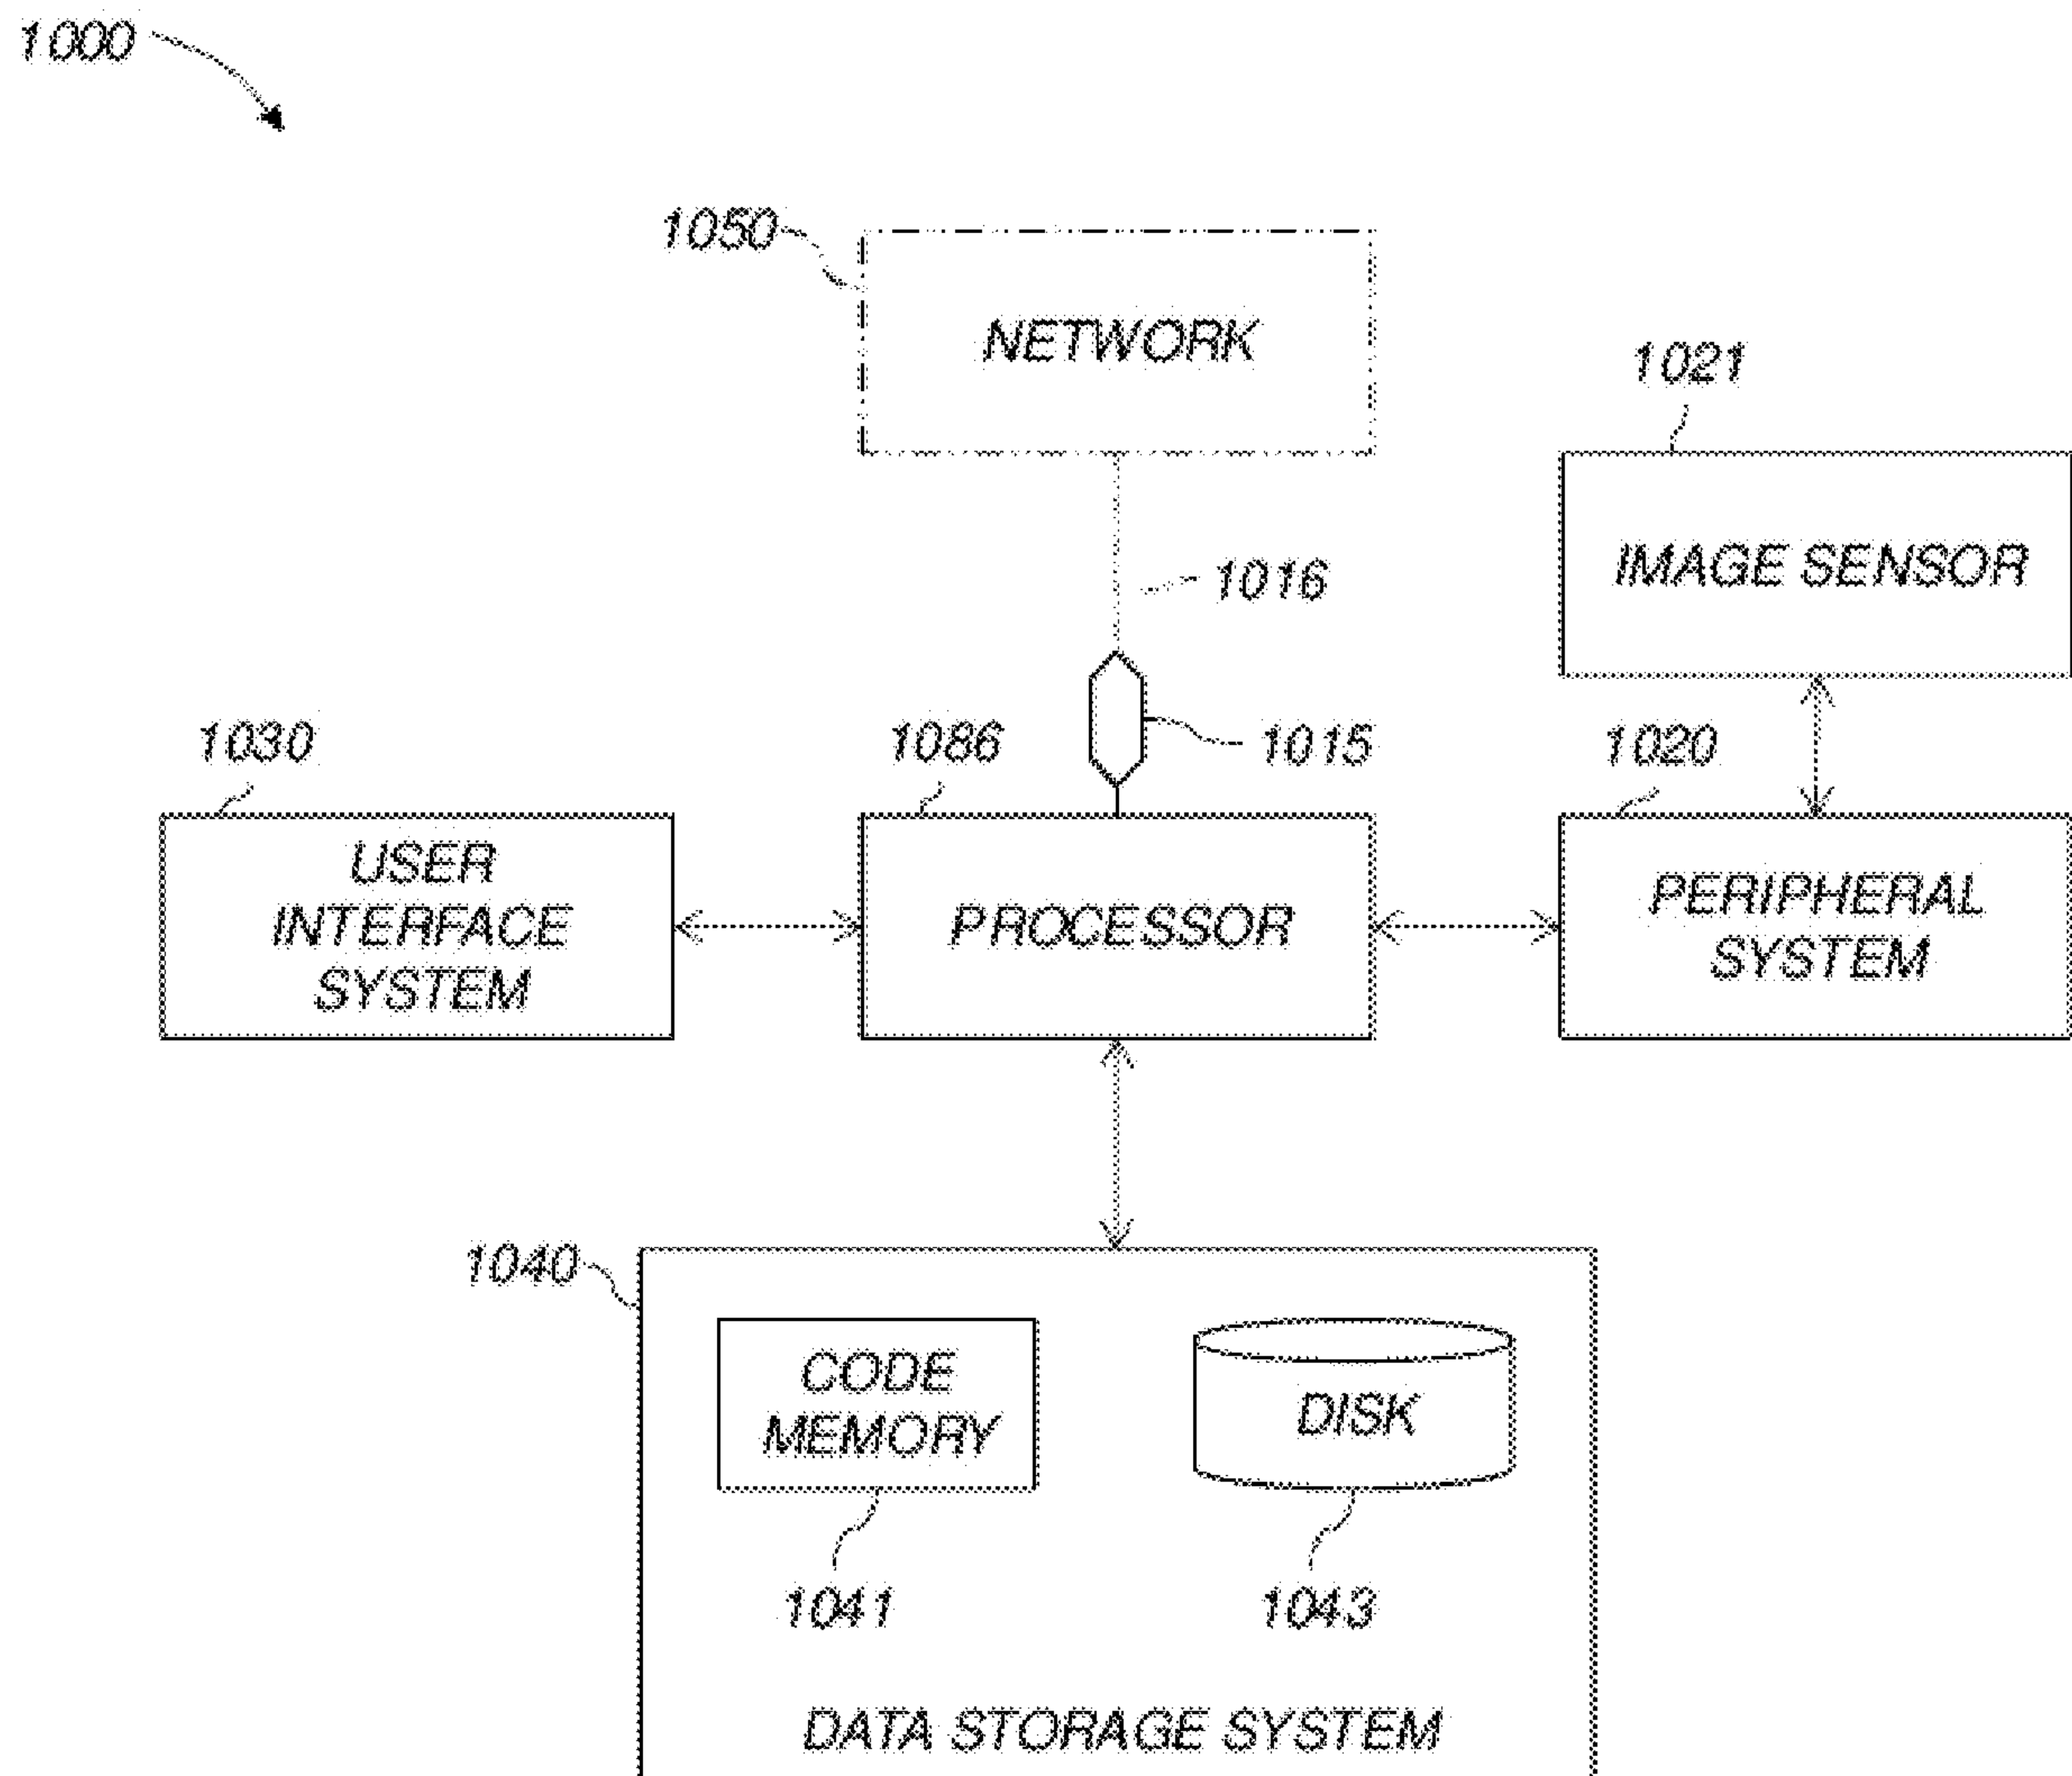 1000
1050
NETWORK
1021
IMAGE SENSOR
1016
1015
1030
1086
1020
USER
INTERFACE
SYSTEM
PROCESSOR
PERIPHERAL
SYSTEM
1040
CODE
MEMORY
DISK
1041
1043
DATA STORAGE SYSTEM